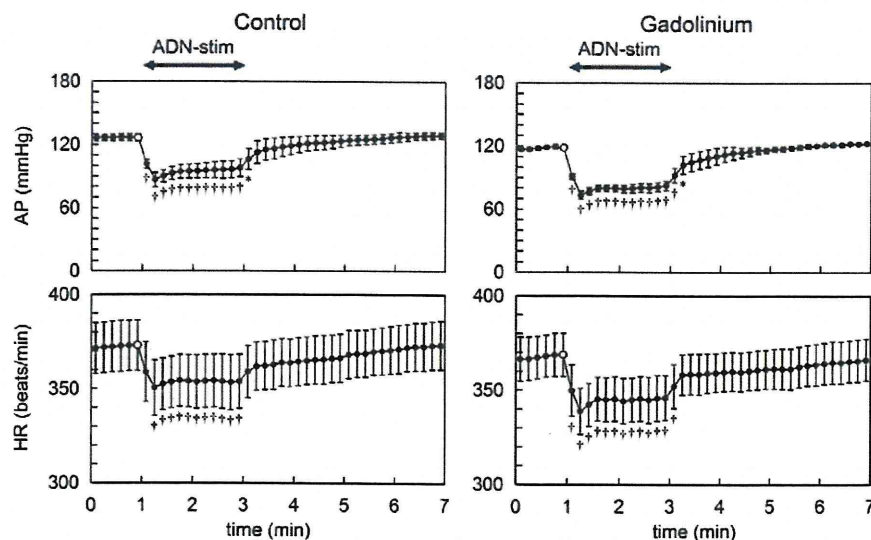 Control
Gadolinium
ADN-stim
ADN-stim
AP (mmHg)
180
120
60
0
† † † †† †† †† †† † *
180
120
60
0
† † † †† †† †† †† † *
HR (beats/min)
400
350
300
† † †† †† †† ††
0 1 2 3 4 5 6 7
time (min)
400
350
300
† † † †† †† †† †† †
0 1 2 3 4 5 6 7
time (min)